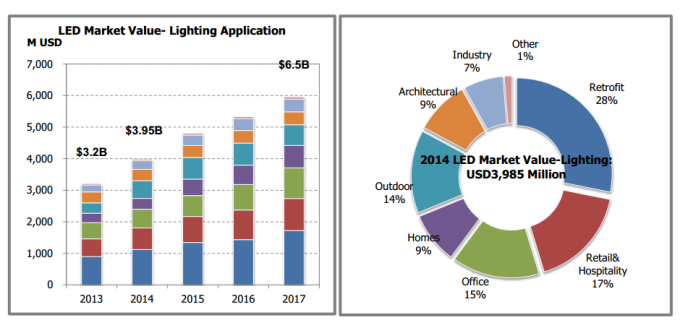 LED Market Value- Lighting Application
M USD
7,000
6,000
5,000
4,000
3,000
2,000
1,000
0
$3.2B
$3.95B
$6.5B
2013
2014
2015
2016
2017
Other
1%
Industry
7%
Architectural
9%
Retrofit
28%
2014 LED Market Value-Lighting:
USD3,985 Million
Outdoor
14%
Homes
9%
Office
15%
Retail&
Hospitality
17%